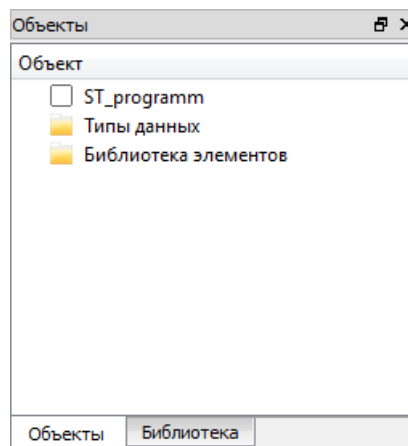 Объекты
Объект
ST_programm
Типы данных
Библиотека элементов
Объекты Библиотека